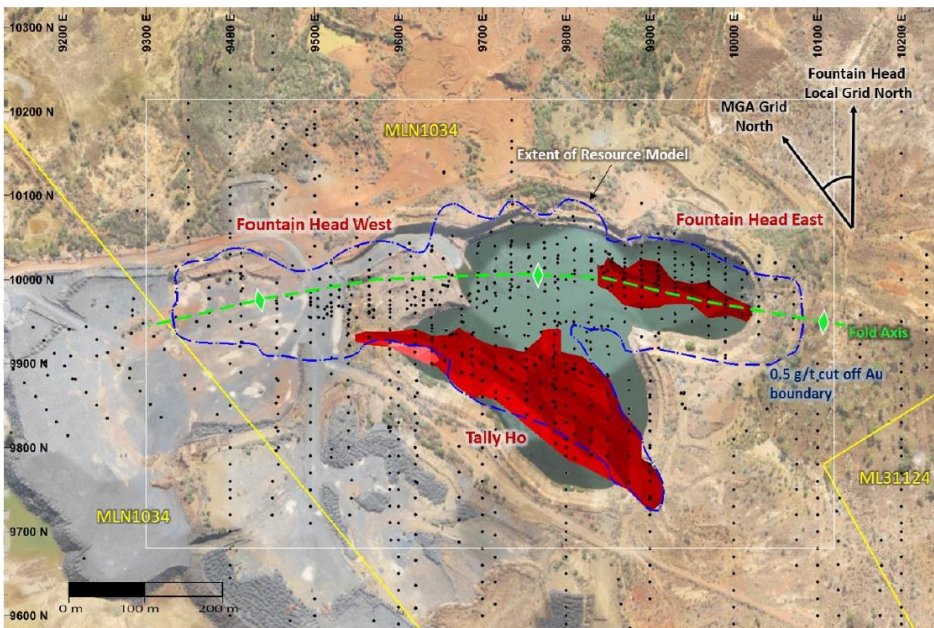 10300 N
9200 E
9300 E
9400 E
9500 E
9600 E
9700 E
9800 E
9900 E
10000 E
10100 E
10200 E
Fountain Head
Local Grid North
MGA Grid
North
10200 N
MLN1034
Extent of Resource Model
10100 N
Fountain Head West
Fountain Head East
10000 N
Fold Axis
9900 N
0.5 g/t cut off Au
boundary
Tally Ho
9800 N
ML31124
MLN1034
9700 N
0 m
100 m
200 m
9600 N